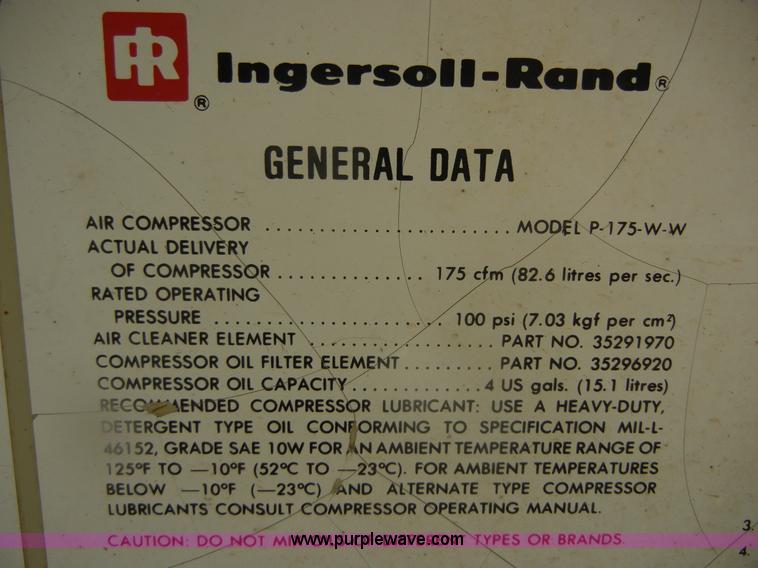 IR ®
Ingersoll-Rand®
GENERAL DATA
AIR COMPRESSOR ...................... MODEL P-175-W-W
ACTUAL DELIVERY
OF COMPRESSOR ............. 175 cfm (82.6 litres per sec.)
RATED OPERATING
PRESSURE ..................... 100 psi (7.03 kgf per cm²)
AIR CLEANER ELEMENT ................. PART NO. 35291970
COMPRESSOR OIL FILTER ELEMENT ........ PART NO. 35296920
COMPRESSOR OIL CAPACITY ............ 4 US gals. (15.1 litres)
RECOMMENDED COMPRESSOR LUBRICANT: USE A HEAVY-DUTY,
DETERGENT TYPE OIL CONFORMING TO SPECIFICATION MIL-L-
46152, GRADE SAE 10W FOR AN AMBIENT TEMPERATURE RANGE OF
125°F TO —10°F (52°C TO —23°C). FOR AMBIENT TEMPERATURES
BELOW —10°F (—23°C) AND ALTERNATE TYPE COMPRESSOR
LUBRICANTS CONSULT COMPRESSOR OPERATING MANUAL.
CAUTION: DO NOT TYPES OR BRANDS.
www.purplewave.com
3.
4.